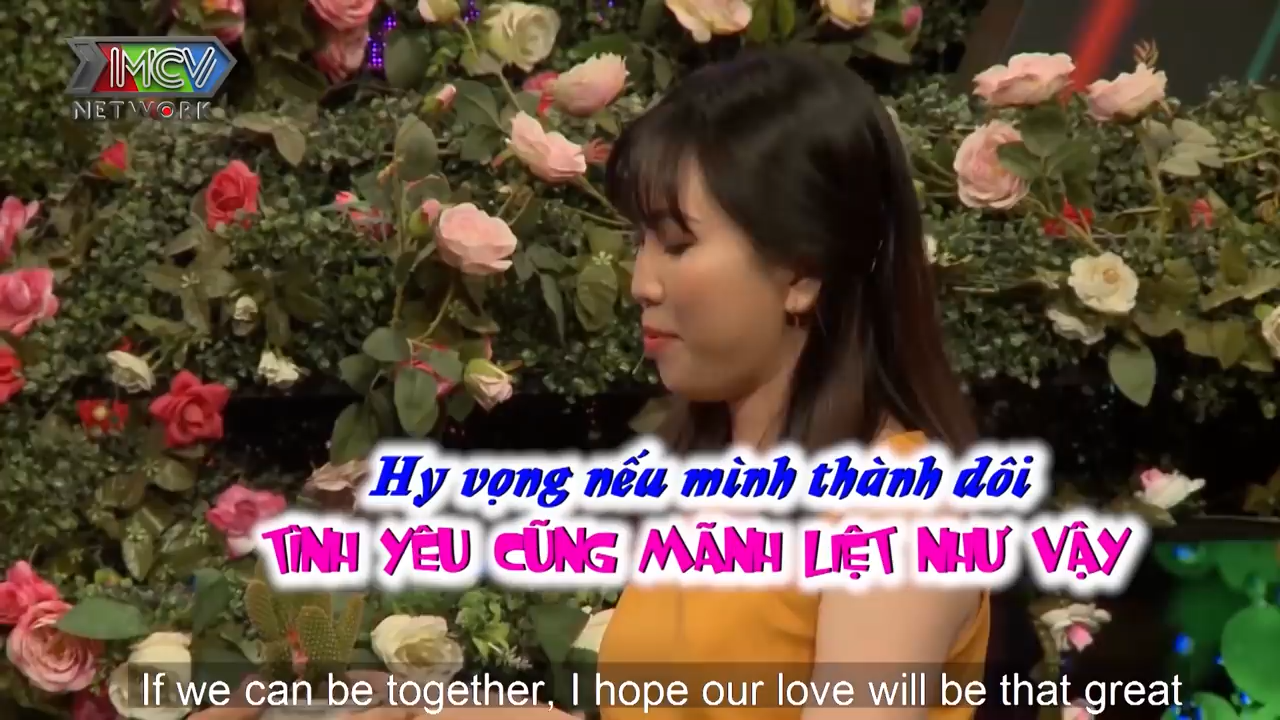 MCV
NETWORK
Hy vọng nếu mình thành dôi
TÌNH YÊU CŨNG MÃNH LIỆT NHƯ VẬY
If we can be together, I hope our love will be that great